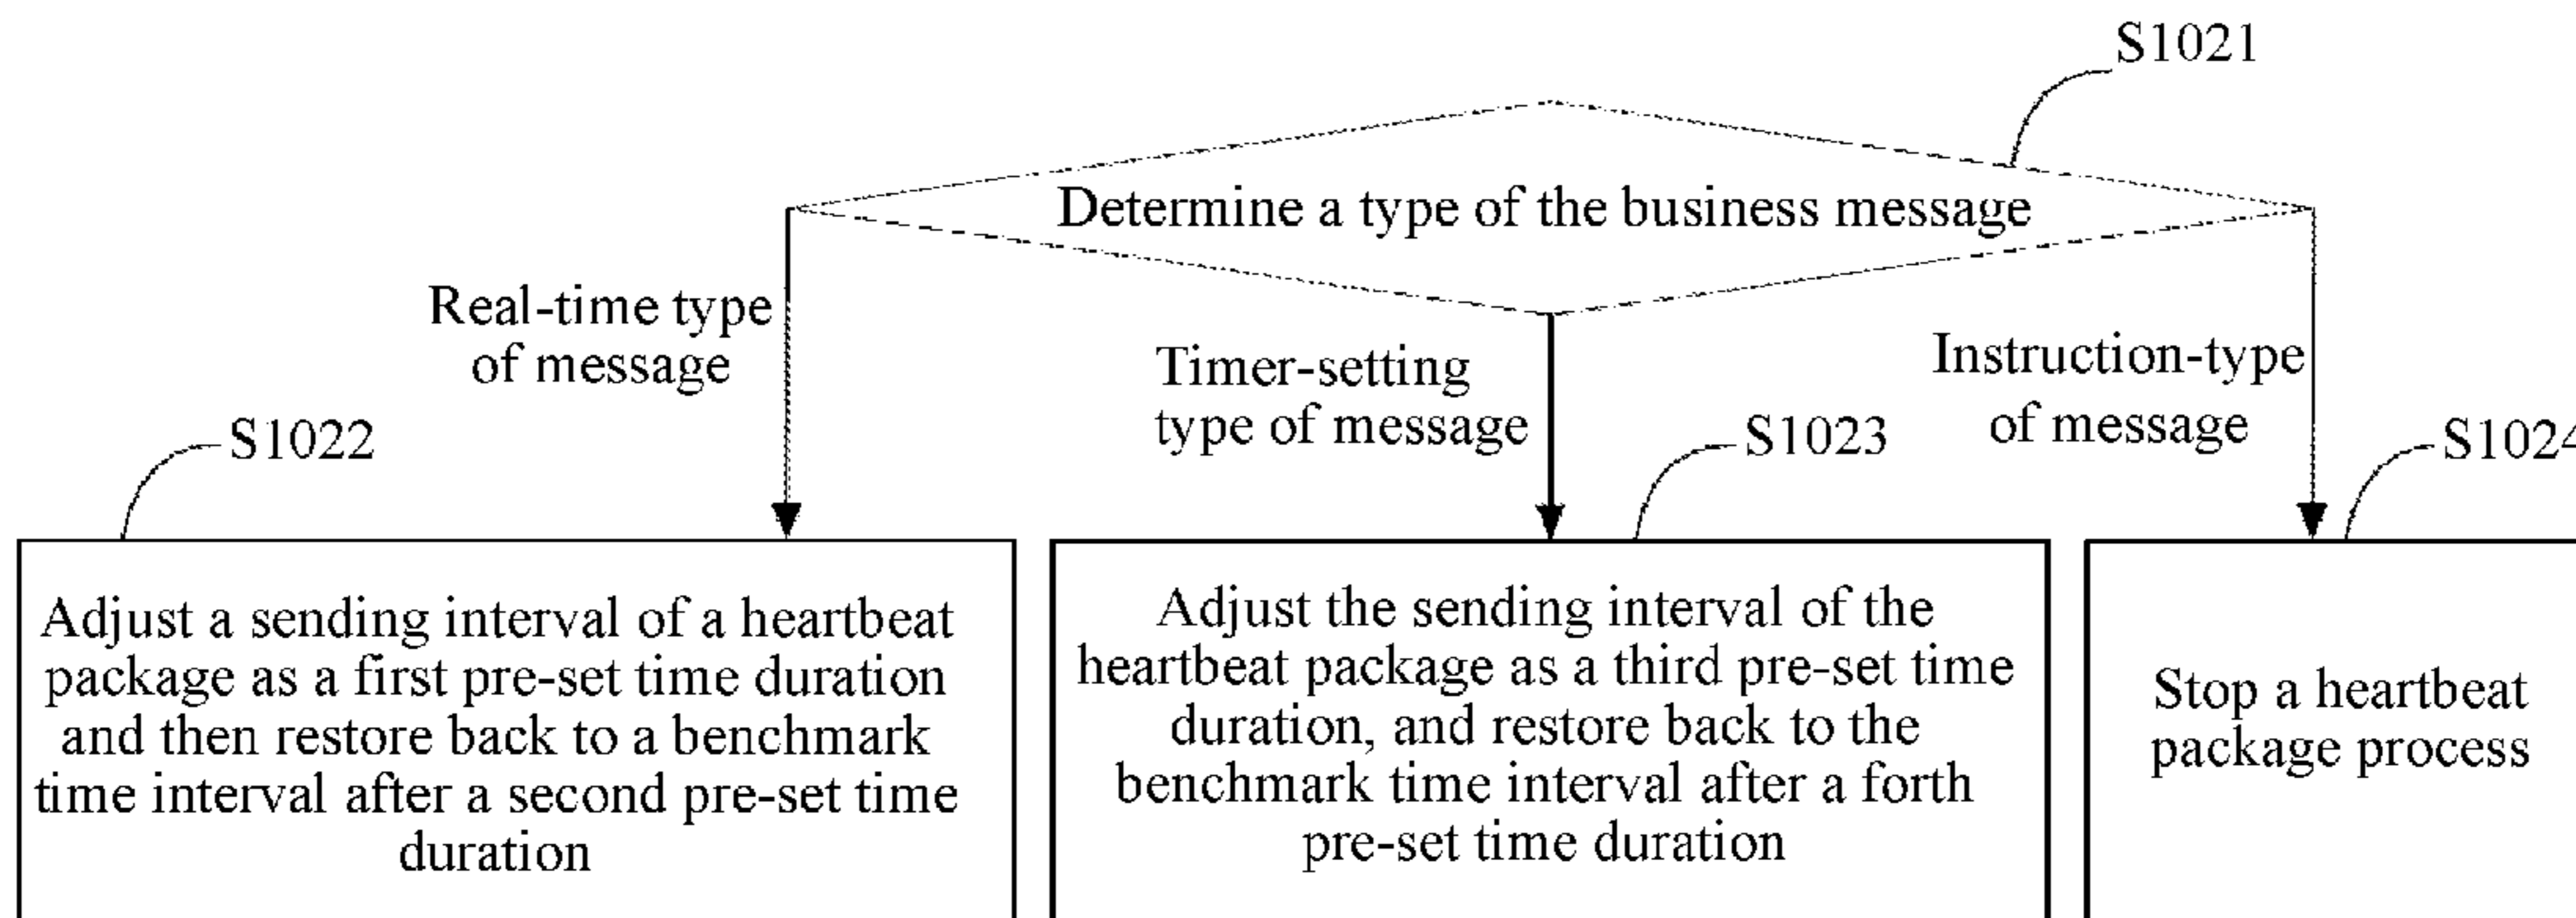 S1021
Determine a type of the business message
Real-time type
of message
Timer-setting
type of message
Instruction-type
of message
S1022
S1023
S1024
Adjust a sending interval of a heartbeat
package as a first pre-set time duration
and then restore back to a benchmark
time interval after a second pre-set time
duration
Adjust the sending interval of the
heartbeat package as a third pre-set time
duration, and restore back to the
benchmark time interval after a forth
pre-set time duration
Stop a heartbeat
package process